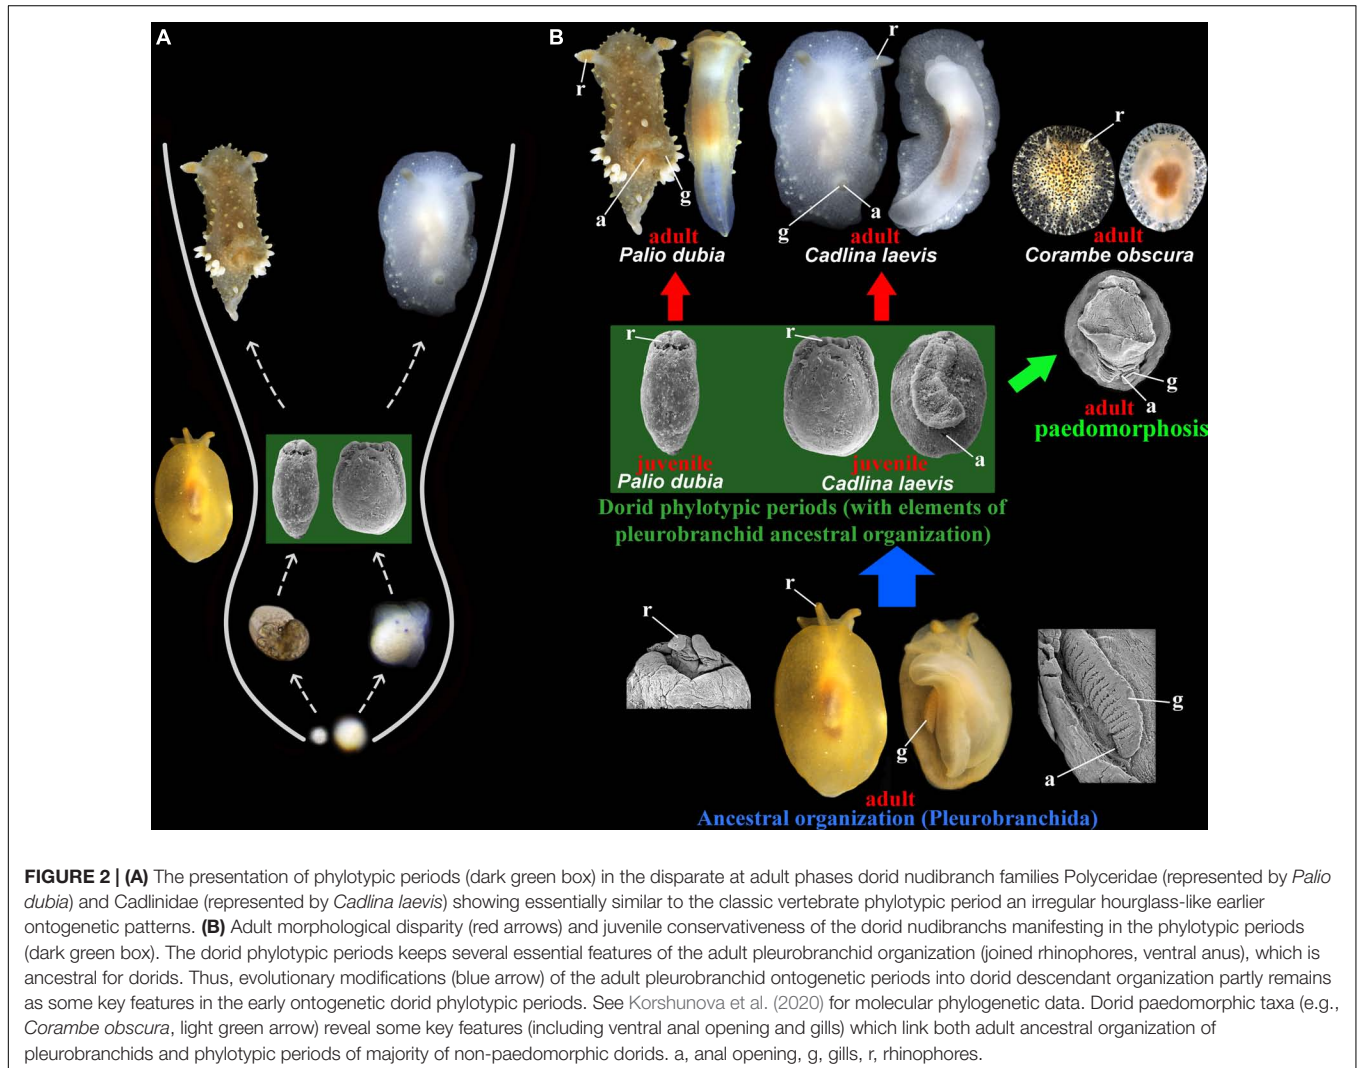 A
B
r
r
r
g
a
g
a
adult
Palio dubia
adult
Cadlina laevis
adult
Corambe obscura
r
r
g
a
a
adult
paedomorphosis
juvenile
Palio dubia
juvenile
Cadlina laevis
Dorid phylotypic periods (with elements of
pleurobranchid ancestral organization)
r
r
g
g
a
adult
Ancestral organization (Pleurobranchida)
FIGURE 2 | (A) The presentation of phylotypic periods (dark green box) in the disparate at adult phases dorid nudibranch families Polyceridae (represented by Palio
dubia) and Cadlinidae (represented by Cadlina laevis) showing essentially similar to the classic vertebrate phylotypic period an irregular hourglass-like earlier
ontogenetic patterns. (B) Adult morphological disparity (red arrows) and juvenile conservativeness of the dorid nudibranchs manifesting in the phylotypic periods
(dark green box). The dorid phylotypic periods keeps several essential features of the adult pleurobranchid organization (joined rhinophores, ventral anus), which is
ancestral for dorids. Thus, evolutionary modifications (blue arrow) of the adult pleurobranchid ontogenetic periods into dorid descendant organization partly remains
as some key features in the early ontogenetic dorid phylotypic periods. See Korshunova et al. (2020) for molecular phylogenetic data. Dorid paedomorphic taxa (e.g.,
Corambe obscura, light green arrow) reveal some key features (including ventral anal opening and gills) which link both adult ancestral organization of
pleurobranchids and phylotypic periods of majority of non-paedomorphic dorids. a, anal opening, g, gills, r, rhinophores.